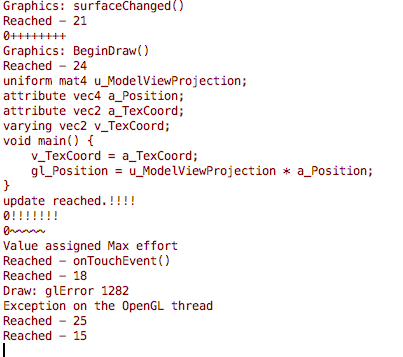 Graphics: surfaceChanged()
Reached – 21
0++++++++
Graphics: BeginDraw()
Reached – 24
uniform mat4 u_ModelViewProjection;
attribute vec4 a_Position;
attribute vec2 a_TexCoord;
varying vec2 v_TexCoord;
void main() {
    v_TexCoord = a_TexCoord;
    gl_Position = u_ModelViewProjection * a_Position;
}
update reached.!!!!
0!!!!!!!
0~~~~~
Value assigned Max effort
Reached – onTouchEvent()
Reached – 18
Draw: glError 1282
Exception on the OpenGL thread
Reached – 25
Reached – 15